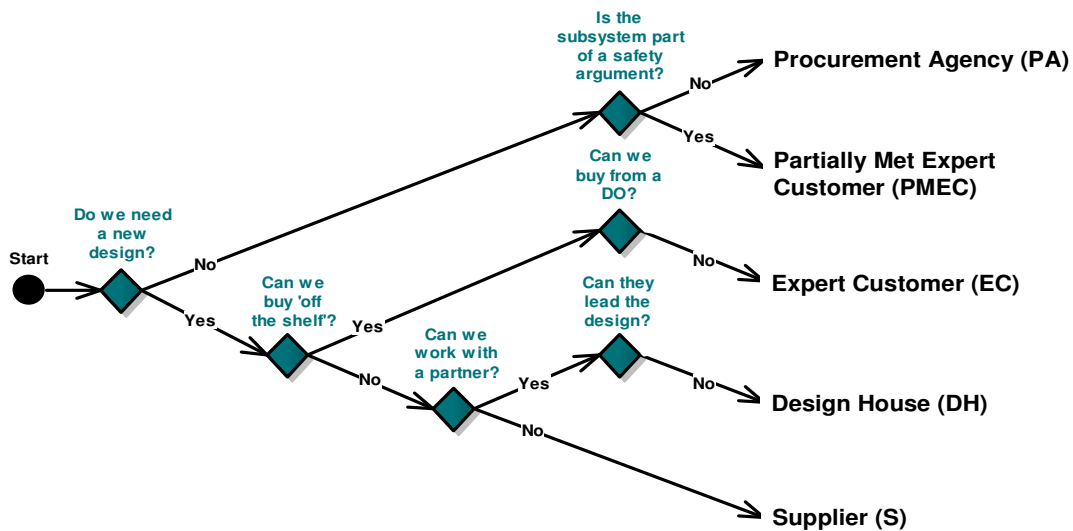 Is the
subsystem part
of a safety
argument?
No
Procurement Agency (PA)
Yes
Partially Met Expert
Customer (PMEC)
Can we
buy from a
DO?
No
Expert Customer (EC)
Do we need
a new
design?
Start
No
Yes
Can we
buy 'off
the shelf'?
Yes
No
Can we
work with
a partner?
Yes
No
Can they
lead the
design?
No
Design House (DH)
Supplier (S)